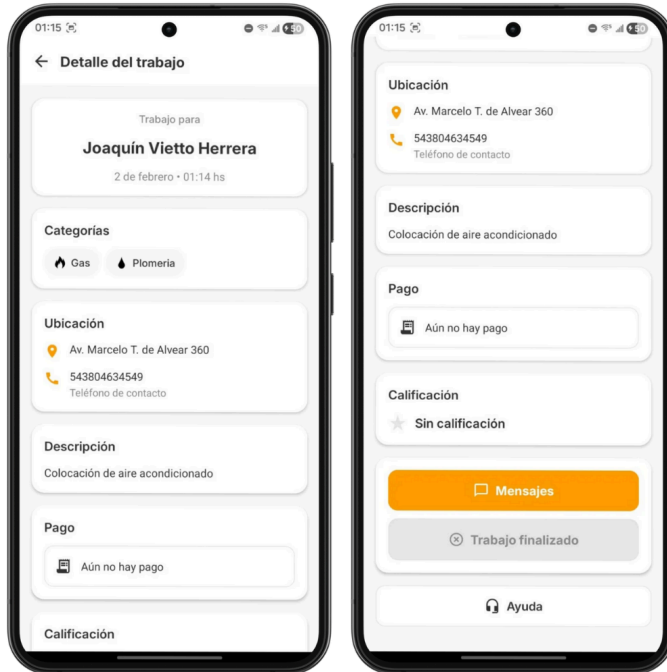 01:15
50
Detalle del trabajo
Trabajo para
Joaquín Vietto Herrera
2 de febrero • 01:14 hs
Categorías
Gas
Plomeria
Ubicación
Av. Marcelo T. de Alvear 360
543804634549
Teléfono de contacto
Descripción
Colocación de aire acondicionado
Pago
Aún no hay pago
Calificación
01:15
50
Ubicación
Av. Marcelo T. de Alvear 360
543804634549
Teléfono de contacto
Descripción
Colocación de aire acondicionado
Pago
Aún no hay pago
Calificación
Sin calificación
Mensajes
Trabajo finalizado
Ayuda